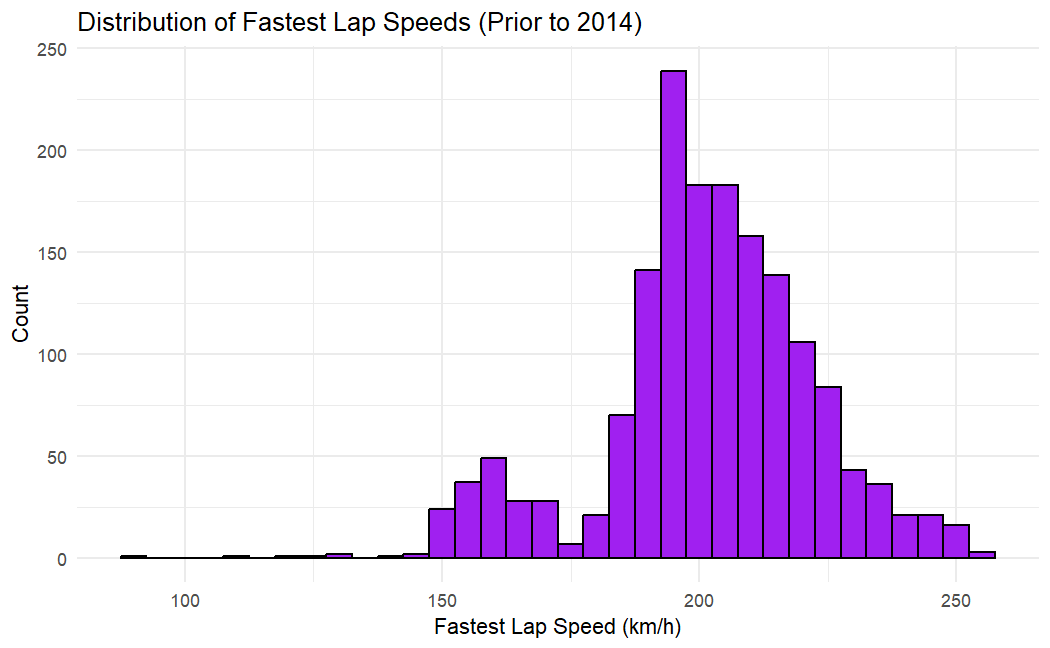 Distribution of Fastest Lap Speeds (Prior to 2014)
250
200
150
100
50
0
Count
100 150 200 250
Fastest Lap Speed (km/h)